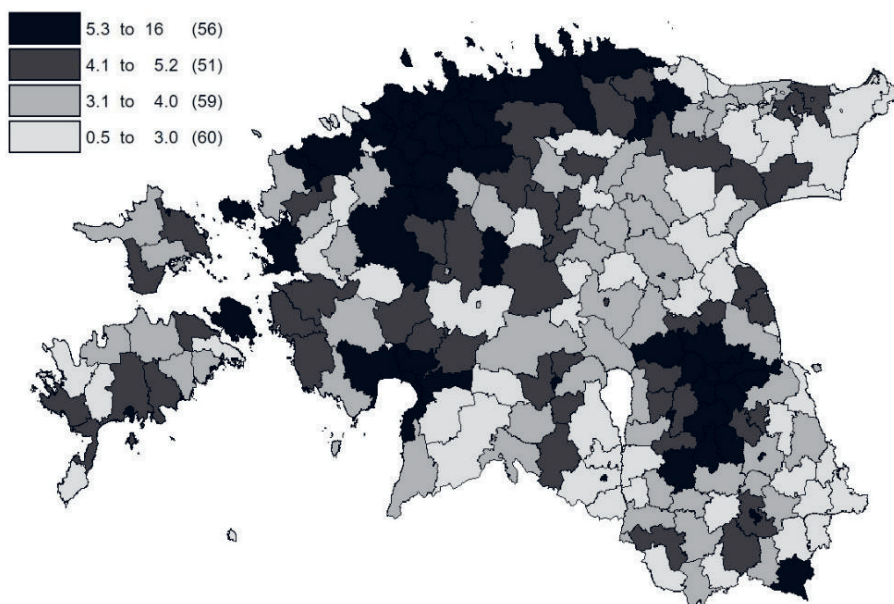 5.3 to 16 (56)
4.1 to 5.2 (51)
3.1 to 4.0 (59)
0.5 to 3.0 (60)